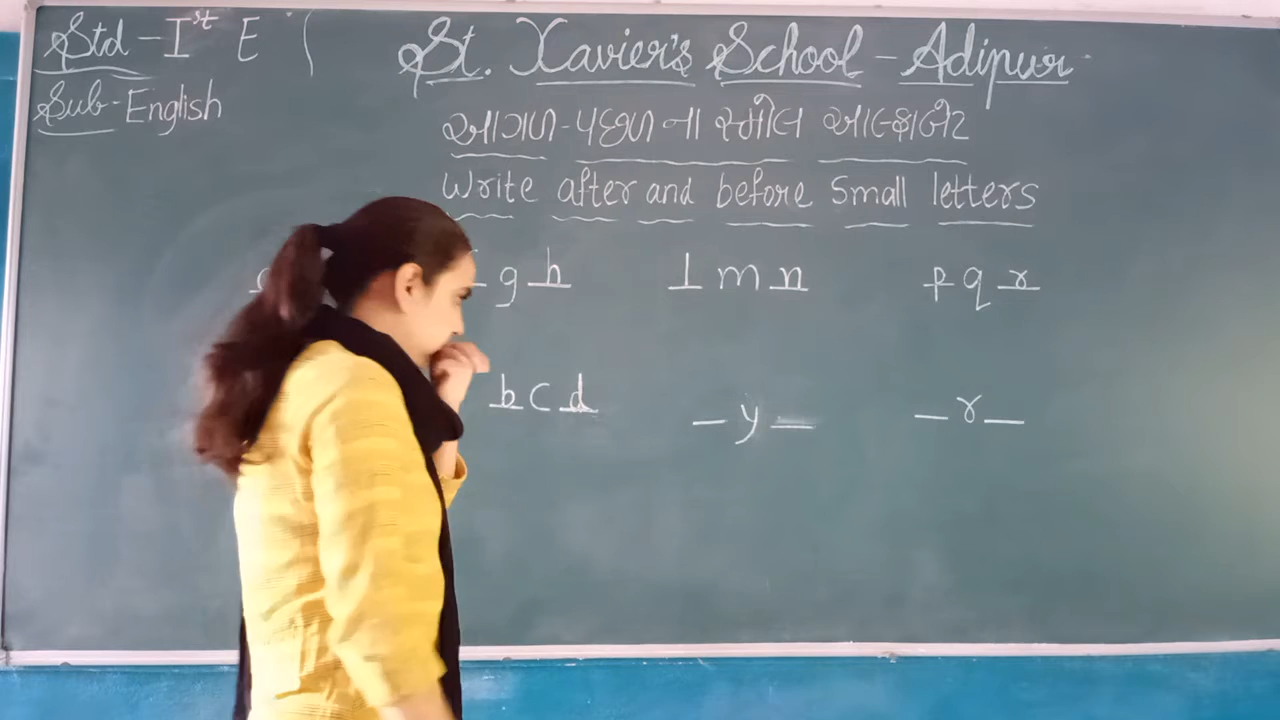 Std - Ist E (
St. Xavier's School - Adipur
Sub - English
આગળ - પાછળ ના સ્મોલ આલ્ફાબેટ
Write after and before Small letters
g h l m n p q r
b c d _ y _ _ r _